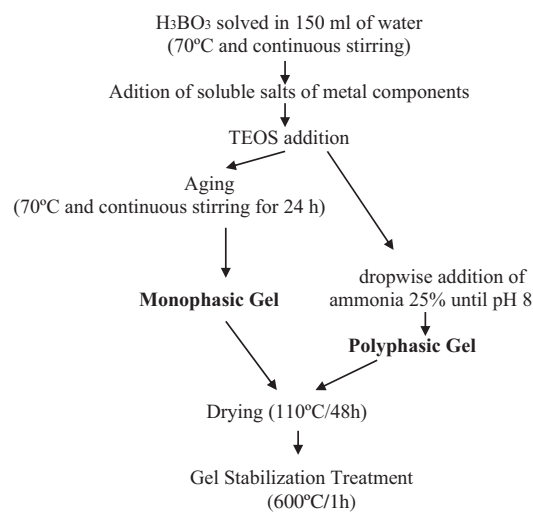 H₃BO₃ solved in 150 ml of water
(70ºC and continuous stirring)
Adition of soluble salts of metal components
TEOS addition
Aging
(70ºC and continuous stirring for 24 h)
Monophasic Gel
dropwise addition of
ammonia 25% until pH 8
Polyphasic Gel
Drying (110ºC/48h)
Gel Stabilization Treatment
(600ºC/1h)